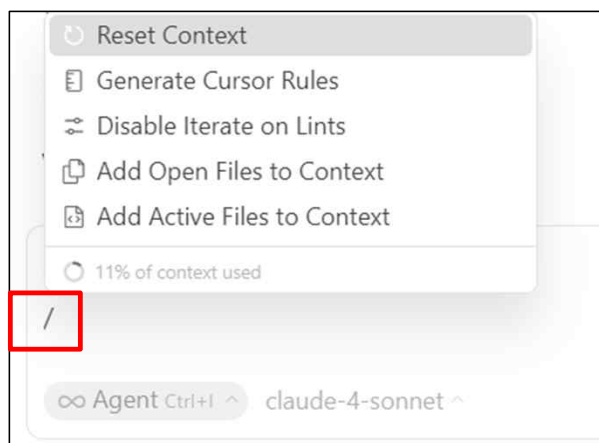 Reset Context
Generate Cursor Rules
Disable Iterate on Lints
Add Open Files to Context
Add Active Files to Context
11% of context used
/
∞ Agent Ctrl+I ^ claude-4-sonnet ^